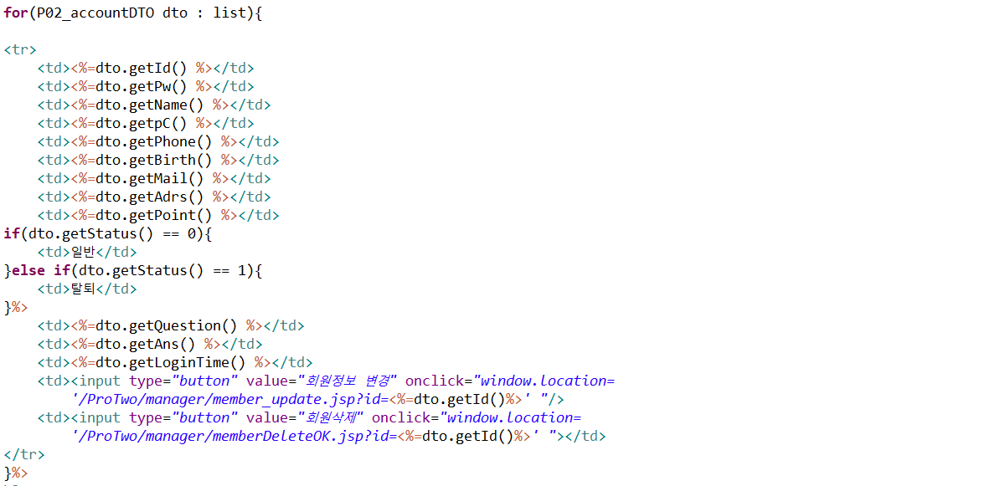 for(P02_accountDTO dto : list){
<tr>
<td><%=dto.getId() %></td>
<td><%=dto.getPw() %></td>
<td><%=dto.getName() %></td>
<td><%=dto.getpC() %></td>
<td><%=dto.getPhone() %></td>
<td><%=dto.getBirth() %></td>
<td><%=dto.getMail() %></td>
<td><%=dto.getAdrs() %></td>
<td><%=dto.getPoint() %></td>
if(dto.getStatus() == 0){
<td>일반</td>
}else if(dto.getStatus() == 1){
<td>탈퇴</td>
}%>
<td><%=dto.getQuestion() %></td>
<td><%=dto.getAns() %></td>
<td><%=dto.getLoginTime() %></td>
<td><input type="button" value="회원정보 변경" onclick="window.location=
'/ProTwo/manager/member_update.jsp?id=<%=dto.getId()%>' "/>
<td><input type="button" value="회원삭제" onclick="window.location=
'/ProTwo/manager/memberDeleteOK.jsp?id=<%=dto.getId()%>' "></td>
</tr>
}%>